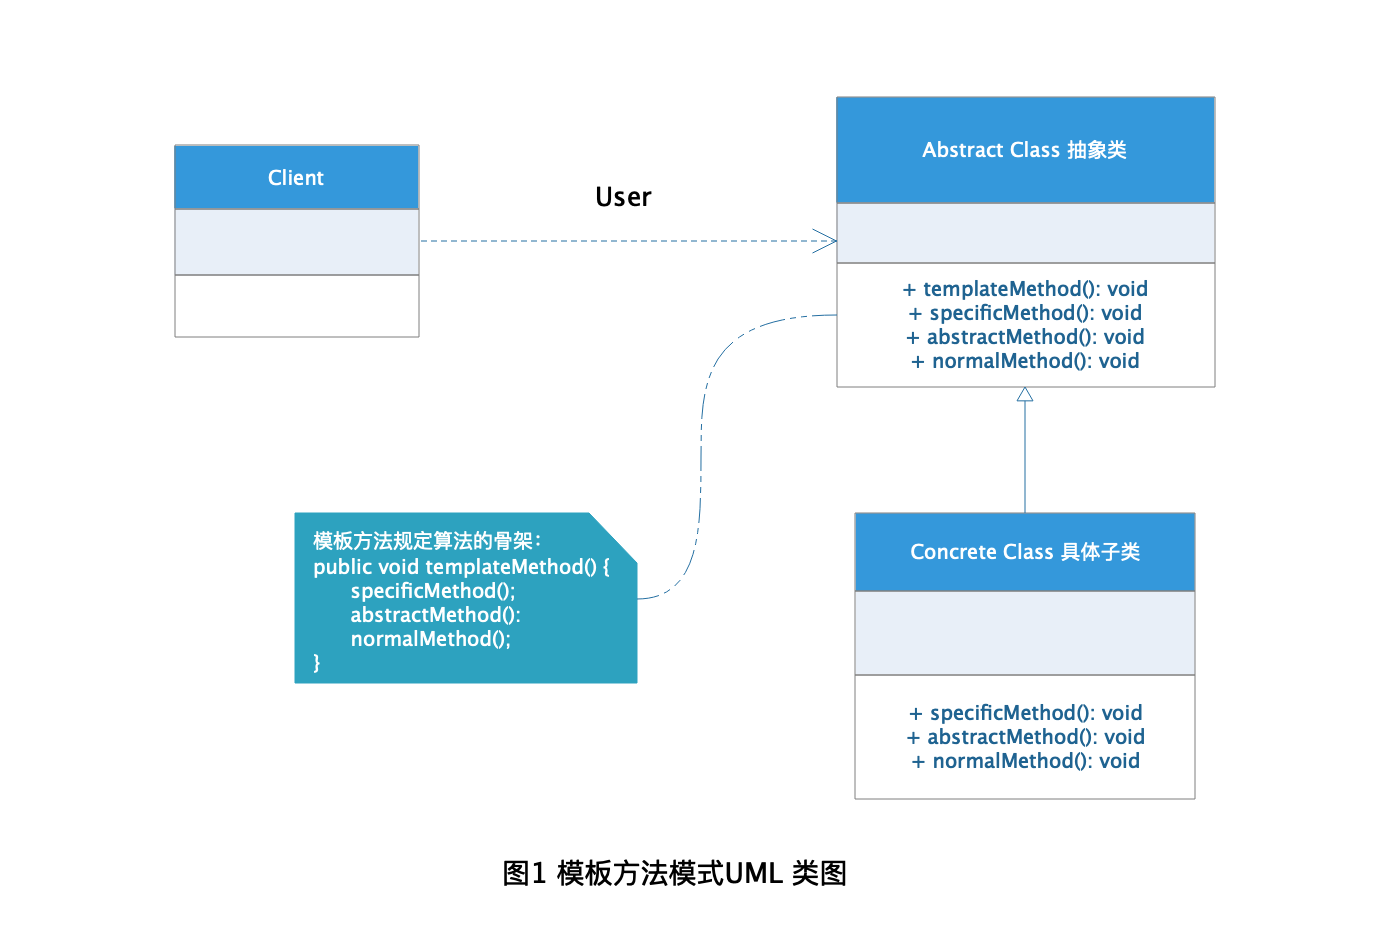 Client
User
Abstract Class 抽象类
+ templateMethod(): void
+ specificMethod(): void
+ abstractMethod(): void
+ normalMethod(): void
模板方法规定算法的骨架：
public void templateMethod() {
specificMethod();
abstractMethod():
normalMethod();
}
Concrete Class 具体子类
+ specificMethod(): void
+ abstractMethod(): void
+ normalMethod(): void
图1 模板方法模式UML 类图